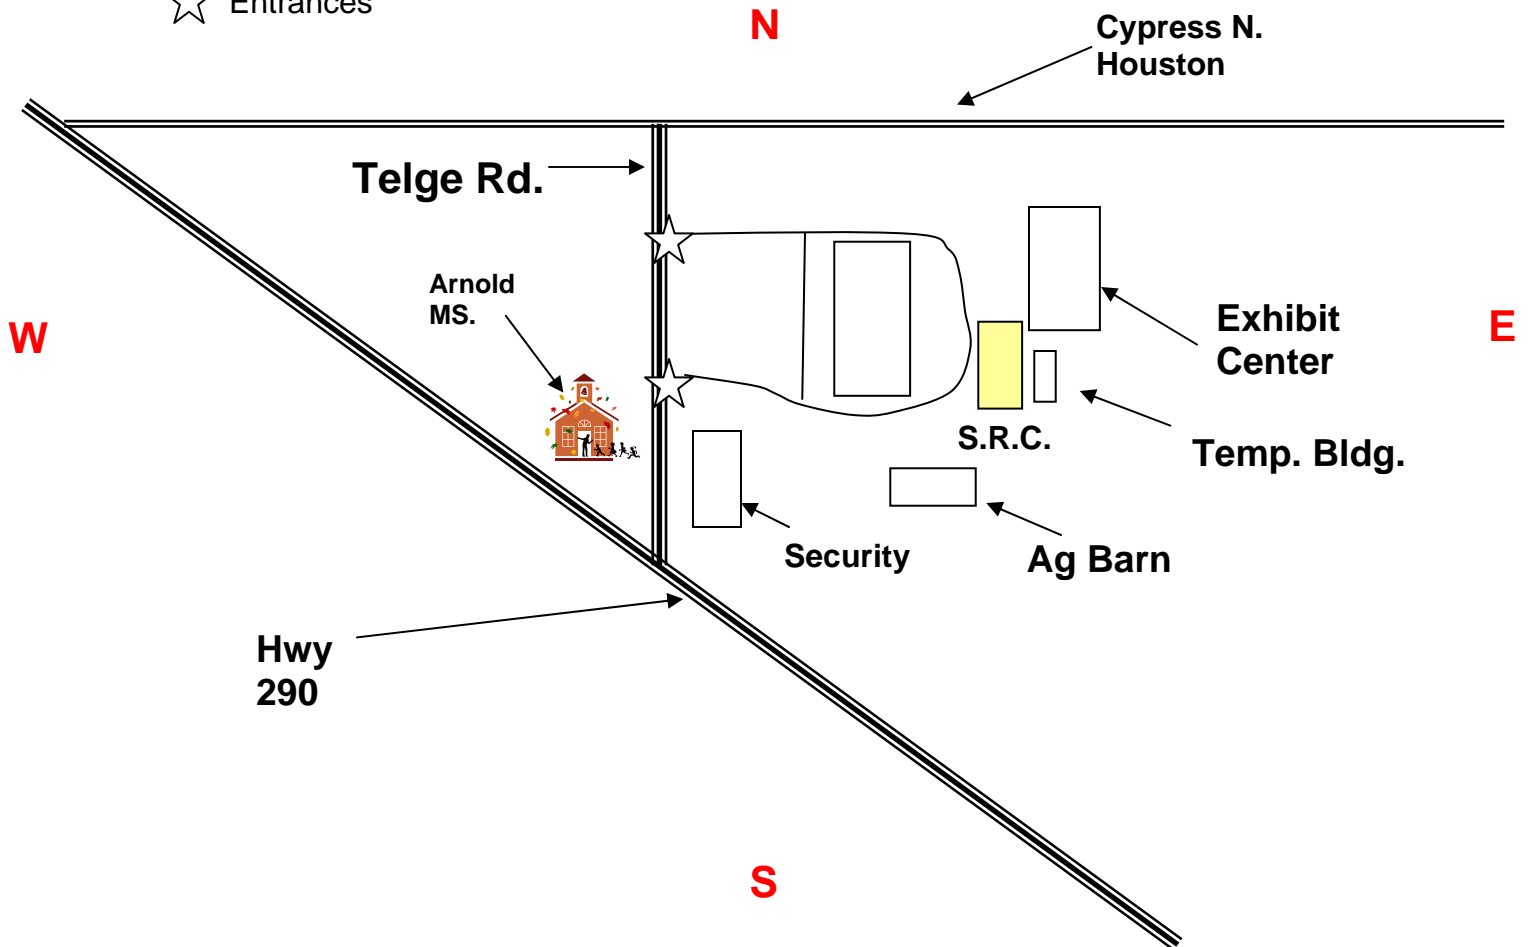 Entrances
N
Cypress N.
Houston
Telge Rd.
Arnold
MS.
W
Exhibit
Center
E
S.R.C.
Temp. Bldg.
Security
Ag Barn
Hwy
290
S